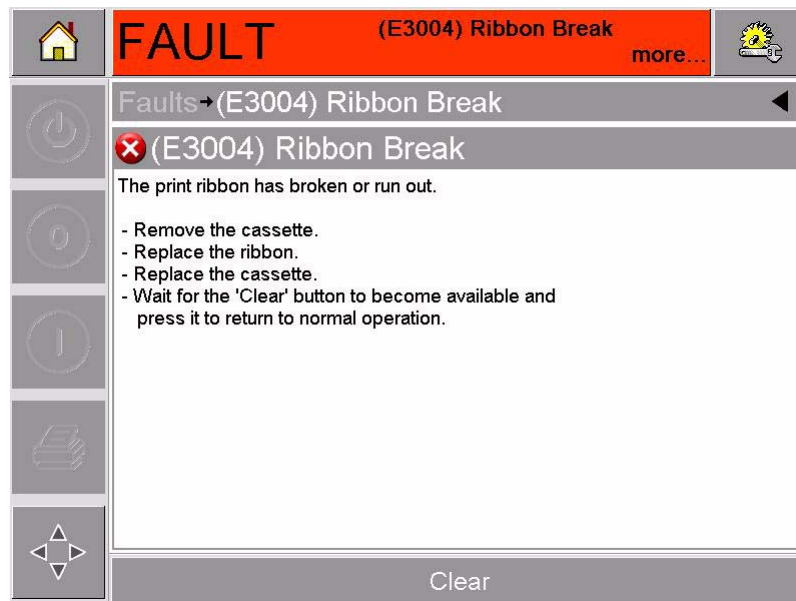 FAULT
(E3004) Ribbon Break
more...
Faults→(E3004) Ribbon Break
(E3004) Ribbon Break
The print ribbon has broken or run out.
- Remove the cassette.
- Replace the ribbon.
- Replace the cassette.
- Wait for the 'Clear' button to become available and
press it to return to normal operation.
Clear